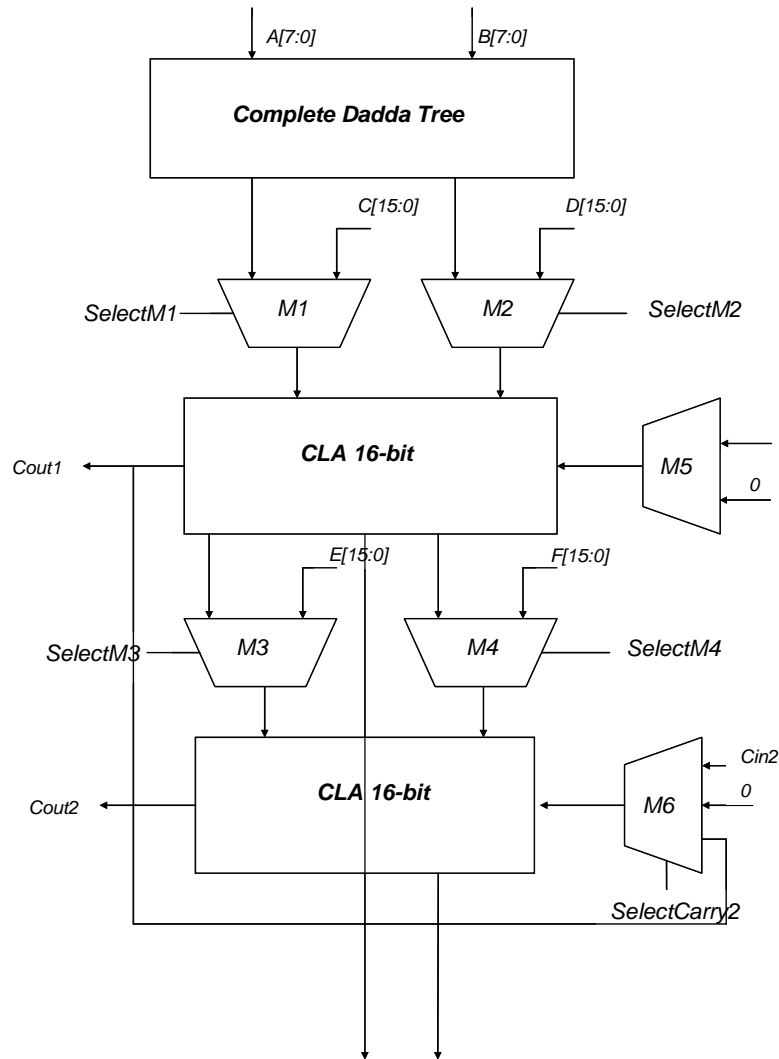 A[7:0]
B[7:0]
Complete Dadda Tree
C[15:0]
D[15:0]
SelectM1
M1
M2
SelectM2
CLA 16-bit
M5
Cout1
0
E[15:0]
F[15:0]
SelectM3
M3
M4
SelectM4
Cin2
CLA 16-bit
M6
0
Cout2
SelectCarry2